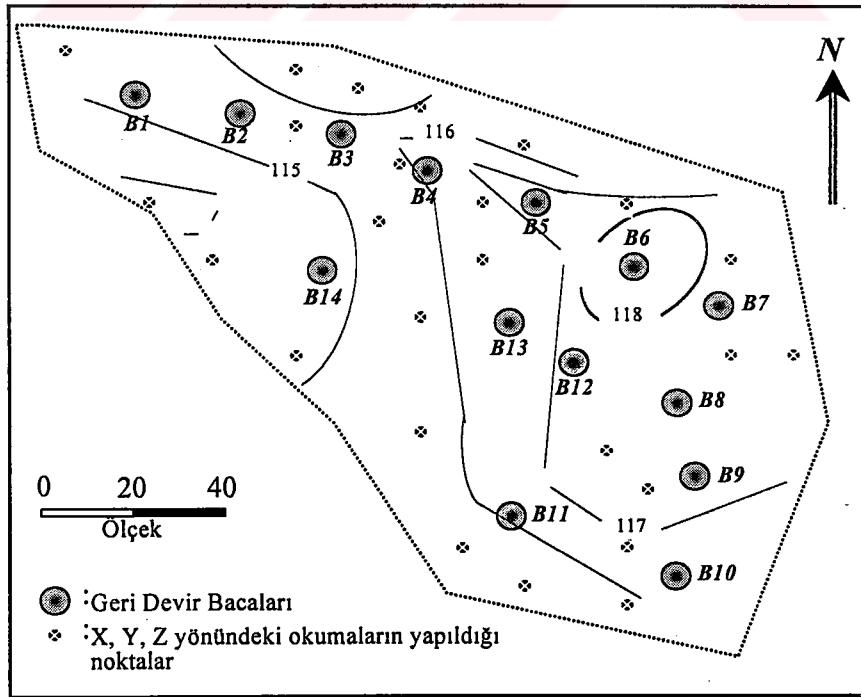 N
B1
B2
B3
116
115
B4
B5
B6
B14
118
B7
B13
B12
B8
B9
0 20 40
Ölçek
B11
117
B10
:Geri Devir Bacaları
:X, Y, Z yönündeki okumaların yapıldığı
noktalar